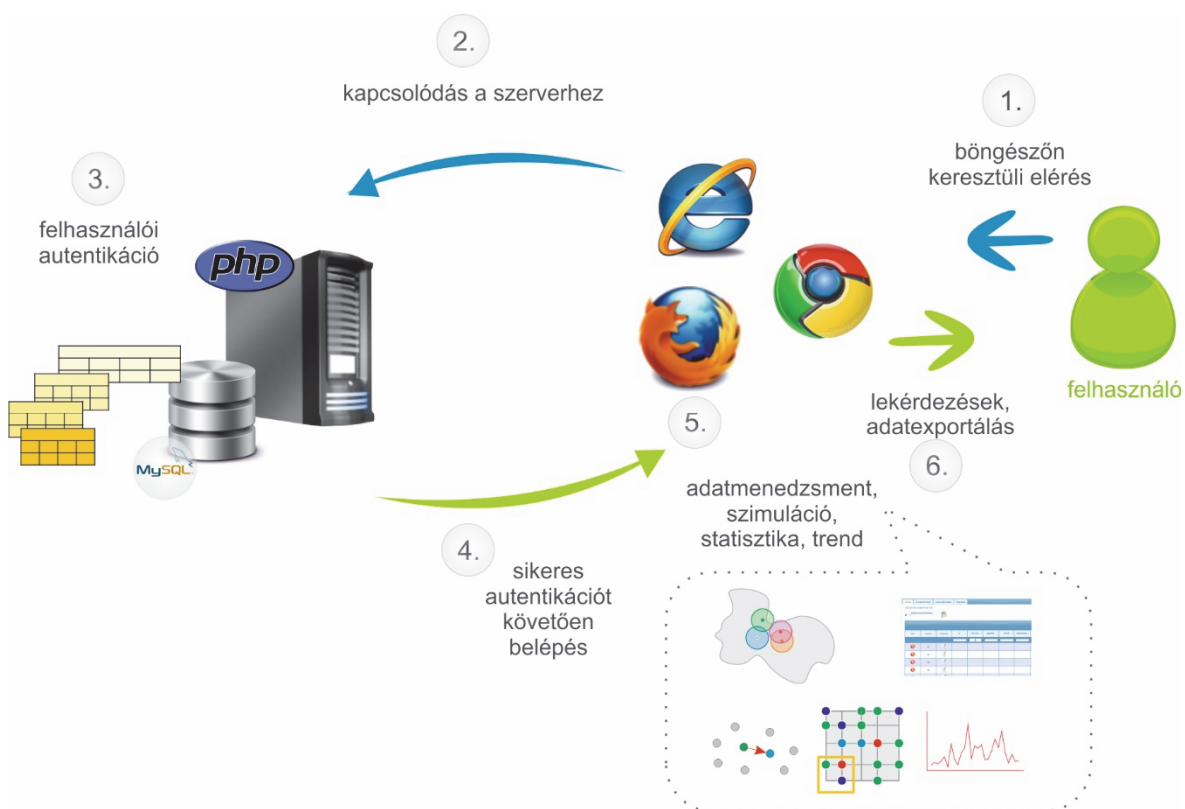 1.
böngészőn
keresztüli elérés
2.
kapcsolódás a szerverhez
3.
felhasználói
autentikáció
php
MySQL
4.
sikeres
autentikációt
követően
belépés
5.
adatmenedzsment,
szimuláció,
statisztika, trend
lekérdezések,
adatexportálás
6.
felhasználó